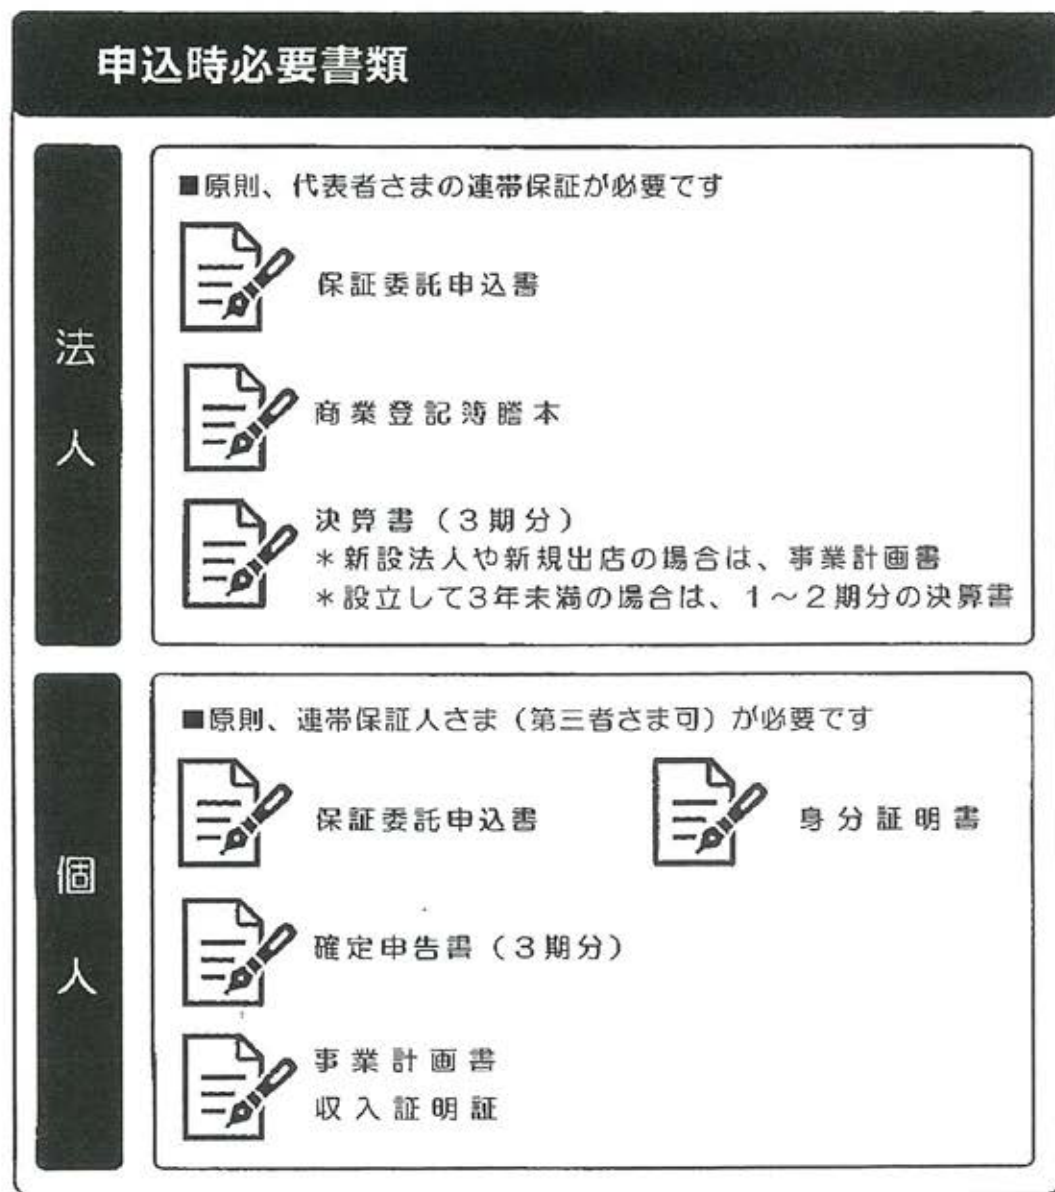 申込時必要書類
法人
■原則、代表者さまの連帯保証が必要です
保証委託申込書
商業登記簿謄本
決算書（3期分）
＊新設法人や新規出店の場合は、事業計画書
＊設立して3年未満の場合は、1～2期分の決算書
個人
■原則、連帯保証人さま（第三者さま可）が必要です
保証委託申込書
身分証明書
確定申告書（3期分）
事業計画書
収入証明証